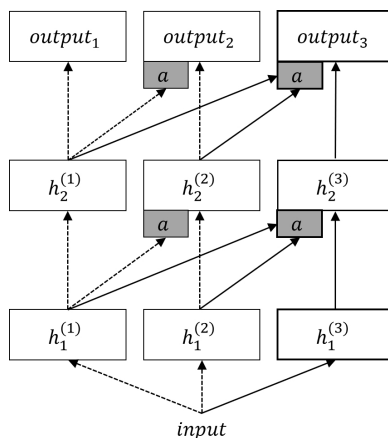 output₁ output₂ output₃
a a
h₂⁽¹⁾ h₂⁽²⁾ h₂⁽³⁾
a a
h₁⁽¹⁾ h₁⁽²⁾ h₁⁽³⁾
input